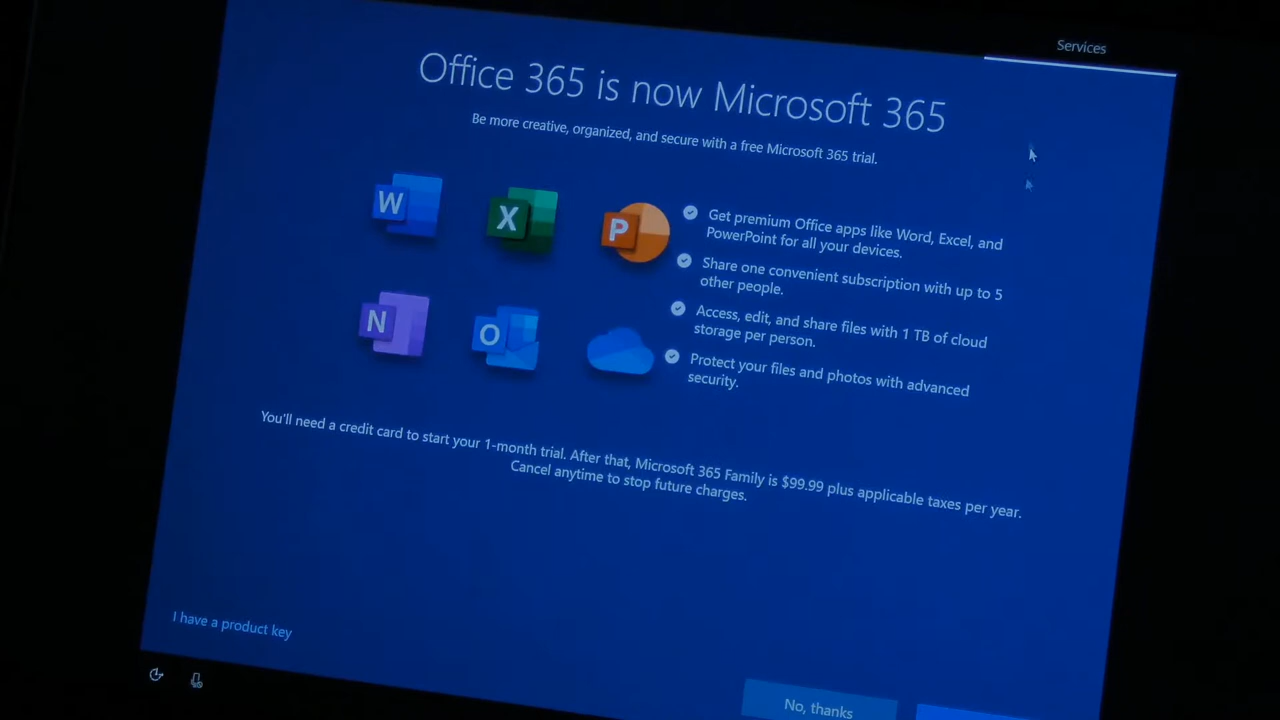 Services
Office 365 is now Microsoft 365
Be more creative, organized, and secure with a free Microsoft 365 trial.
W
X
P
N
O
Get premium Office apps like Word, Excel, and
PowerPoint for all your devices.
Share one convenient subscription with up to 5
other people.
Access, edit, and share files with 1 TB of cloud
storage per person.
Protect your files and photos with advanced
security.
You'll need a credit card to start your 1-month trial. After that, Microsoft 365 Family is $99.99 plus applicable taxes per year.
Cancel anytime to stop future charges.
I have a product key
No, thanks